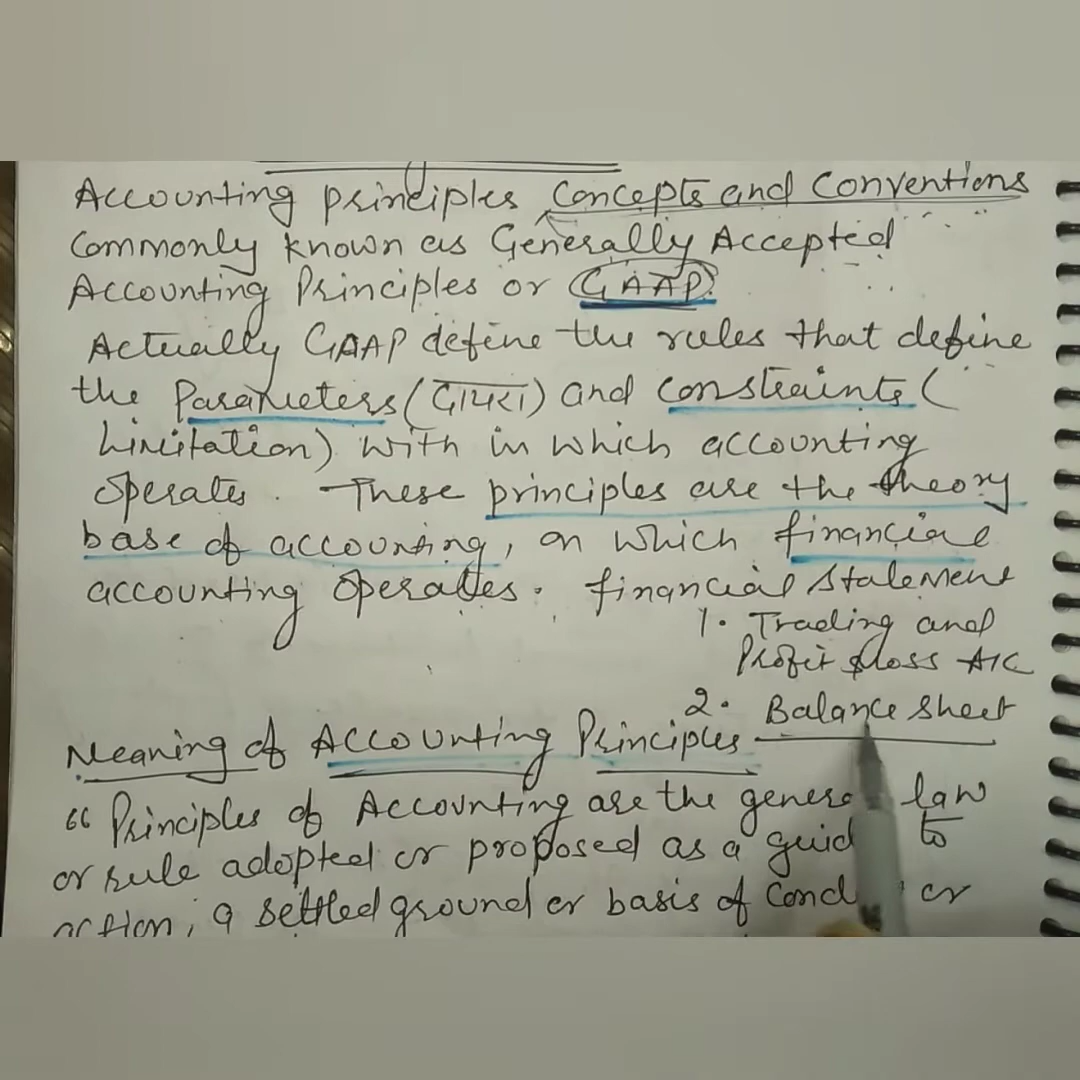 Accounting principles concepts and conventions
commonly known as Generally Accepted
Accounting Principles or GAAP.
Actually GAAP define the rules that define
the Parameters (दायरा) and constraints (
Limitation) with in which accounting
operates. These principles are the theory
base of accounting, on which financial
accounting operates. financial statement
1. Trading and
Profit & loss A/C
2. Balance sheet
Meaning of Accounting Principles
“ Principles of Accounting are the general law
or rule adopted or proposed as a guid to
action, a settled ground or basis of cond or